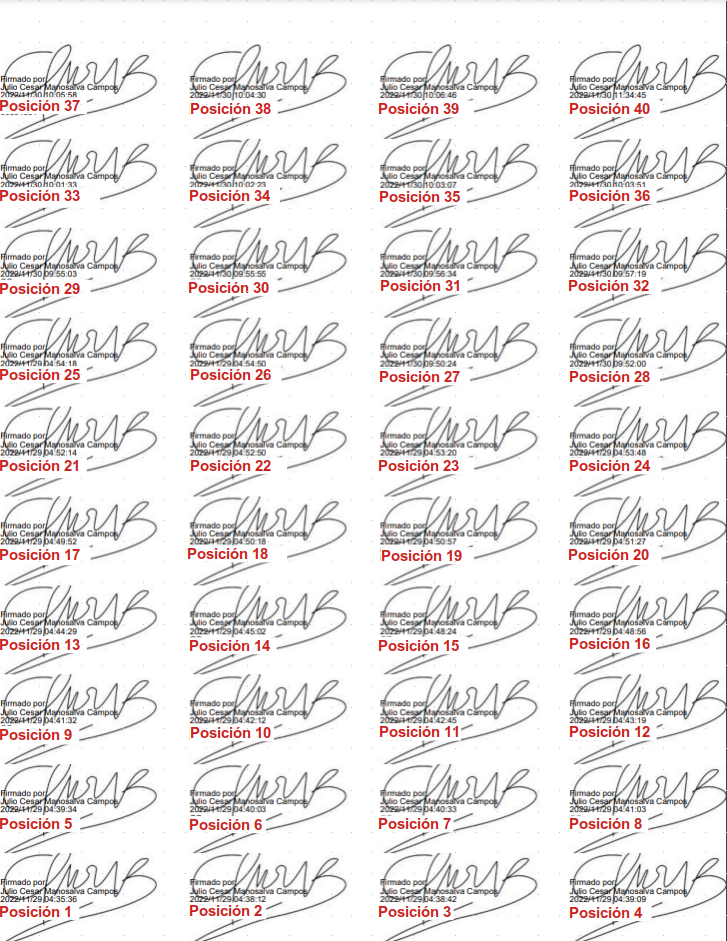 Firmado por:
Julio Cesar Manosalva Campos
2022/11/30 10:05:58
Posición 37
Firmado por:
Julio Cesar Manosalva Campos
2022/11/30 10:04:30
Posición 38
Firmado por:
Julio Cesar Manosalva Campos
2022/11/30 10:06:46
Posición 39
Firmado por:
Julio Cesar Manosalva Campos
2022/11/30 11:34:45
Posición 40
Firmado por:
Julio Cesar Manosalva Campos
2022/11/30 10:01:33
Posición 33
Firmado por:
Julio Cesar Manosalva Campos
2022/11/30 10:02:23
Posición 34
Firmado por:
Julio Cesar Manosalva Campos
2022/11/30 10:03:07
Posición 35
Firmado por:
Julio Cesar Manosalva Campos
2022/11/30 10:03:51
Posición 36
Firmado por:
Julio Cesar Manosalva Campos
2022/11/30 09:55:03
Posición 29
Firmado por:
Julio Cesar Manosalva Campos
2022/11/30 09:55:55
Posición 30
Firmado por:
Julio Cesar Manosalva Campos
2022/11/30 09:56:34
Posición 31
Firmado por:
Julio Cesar Manosalva Campos
2022/11/30 09:57:19
Posición 32
Firmado por:
Julio Cesar Manosalva Campos
2022/11/29 04:54:18
Posición 25
Firmado por:
Julio Cesar Manosalva Campos
2022/11/29 04:54:50
Posición 26
Firmado por:
Julio Cesar Manosalva Campos
2022/11/30 09:50:24
Posición 27
Firmado por:
Julio Cesar Manosalva Campos
2022/11/30 09:52:00
Posición 28
Firmado por:
Julio Cesar Manosalva Campos
2022/11/29 04:52:14
Posición 21
Firmado por:
Julio Cesar Manosalva Campos
2022/11/29 04:52:50
Posición 22
Firmado por:
Julio Cesar Manosalva Campos
2022/11/29 04:53:20
Posición 23
Firmado por:
Julio Cesar Manosalva Campos
2022/11/29 04:53:48
Posición 24
Firmado por:
Julio Cesar Manosalva Campos
2022/11/29 04:49:52
Posición 17
Firmado por:
Julio Cesar Manosalva Campos
2022/11/29 04:50:18
Posición 18
Firmado por:
Julio Cesar Manosalva Campos
2022/11/29 04:50:57
Posición 19
Firmado por:
Julio Cesar Manosalva Campos
2022/11/29 04:51:27
Posición 20
Firmado por:
Julio Cesar Manosalva Campos
2022/11/29 04:44:29
Posición 13
Firmado por:
Julio Cesar Manosalva Campos
2022/11/29 04:45:02
Posición 14
Firmado por:
Julio Cesar Manosalva Campos
2022/11/29 04:48:24
Posición 15
Firmado por:
Julio Cesar Manosalva Campos
2022/11/29 04:48:56
Posición 16
Firmado por:
Julio Cesar Manosalva Campos
2022/11/29 04:41:32
Posición 9
Firmado por:
Julio Cesar Manosalva Campos
2022/11/29 04:42:12
Posición 10
Firmado por:
Julio Cesar Manosalva Campos
2022/11/29 04:42:45
Posición 11
Firmado por:
Julio Cesar Manosalva Campos
2022/11/29 04:43:19
Posición 12
Firmado por:
Julio Cesar Manosalva Campos
2022/11/29 04:39:34
Posición 5
Firmado por:
Julio Cesar Manosalva Campos
2022/11/29 04:40:03
Posición 6
Firmado por:
Julio Cesar Manosalva Campos
2022/11/29 04:40:33
Posición 7
Firmado por:
Julio Cesar Manosalva Campos
2022/11/29 04:41:03
Posición 8
Firmado por:
Julio Cesar Manosalva Campos
2022/11/29 04:35:36
Posición 1
Firmado por:
Julio Cesar Manosalva Campos
2022/11/29 04:38:12
Posición 2
Firmado por:
Julio Cesar Manosalva Campos
2022/11/29 04:38:42
Posición 3
Firmado por:
Julio Cesar Manosalva Campos
2022/11/29 04:39:09
Posición 4